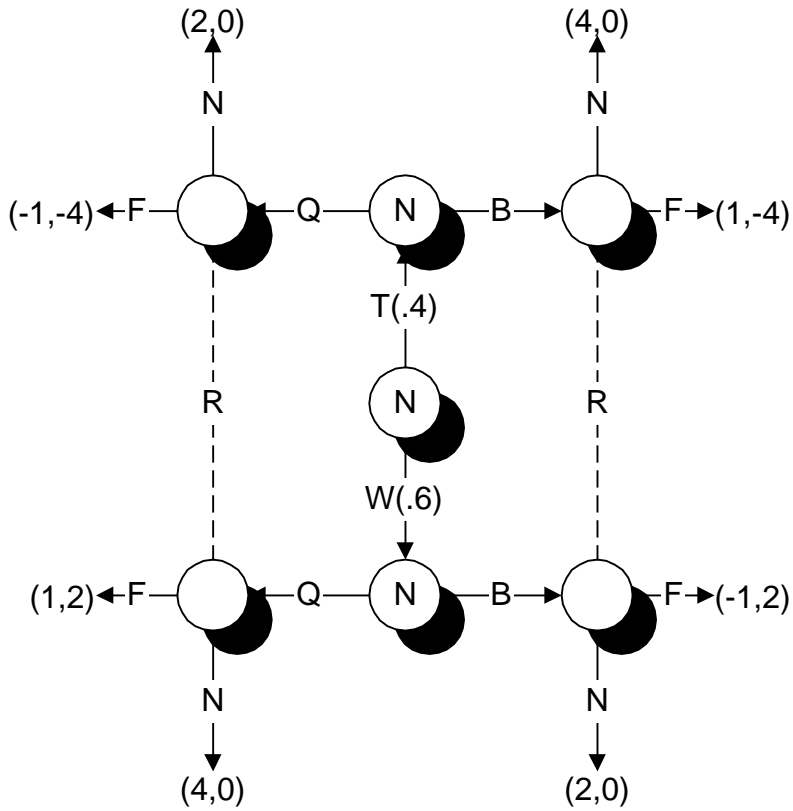 (2,0) (4,0)
N N
(-1,-4) F Q N B F (1,-4)
T(.4)
R N R
W(.6)
(1,2) F Q N B F (-1,2)
N N
(4,0) (2,0)